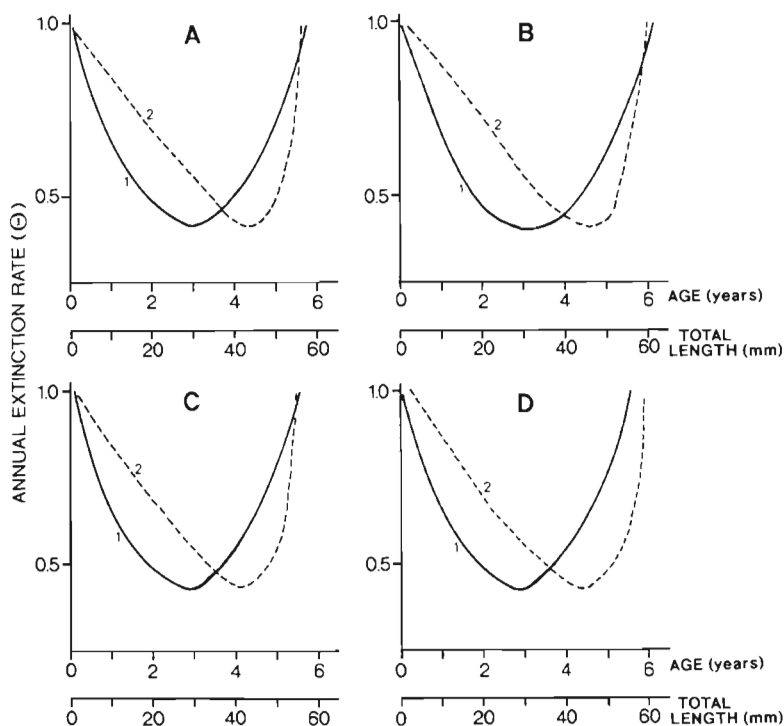 ANNUAL EXTINCTION RATE (Θ)
A
1.0
0.5
1
2
0 2 4 6
0 20 40 60
B
1.0
0.5
1
2
0 2 4 6 AGE (years)
0 20 40 60 TOTAL
LENGTH (mm)
C
1.0
0.5
1
2
0 2 4 6
0 20 40 60
D
1.0
0.5
1
2
0 2 4 6 AGE (years)
0 20 40 60 TOTAL
LENGTH (mm)